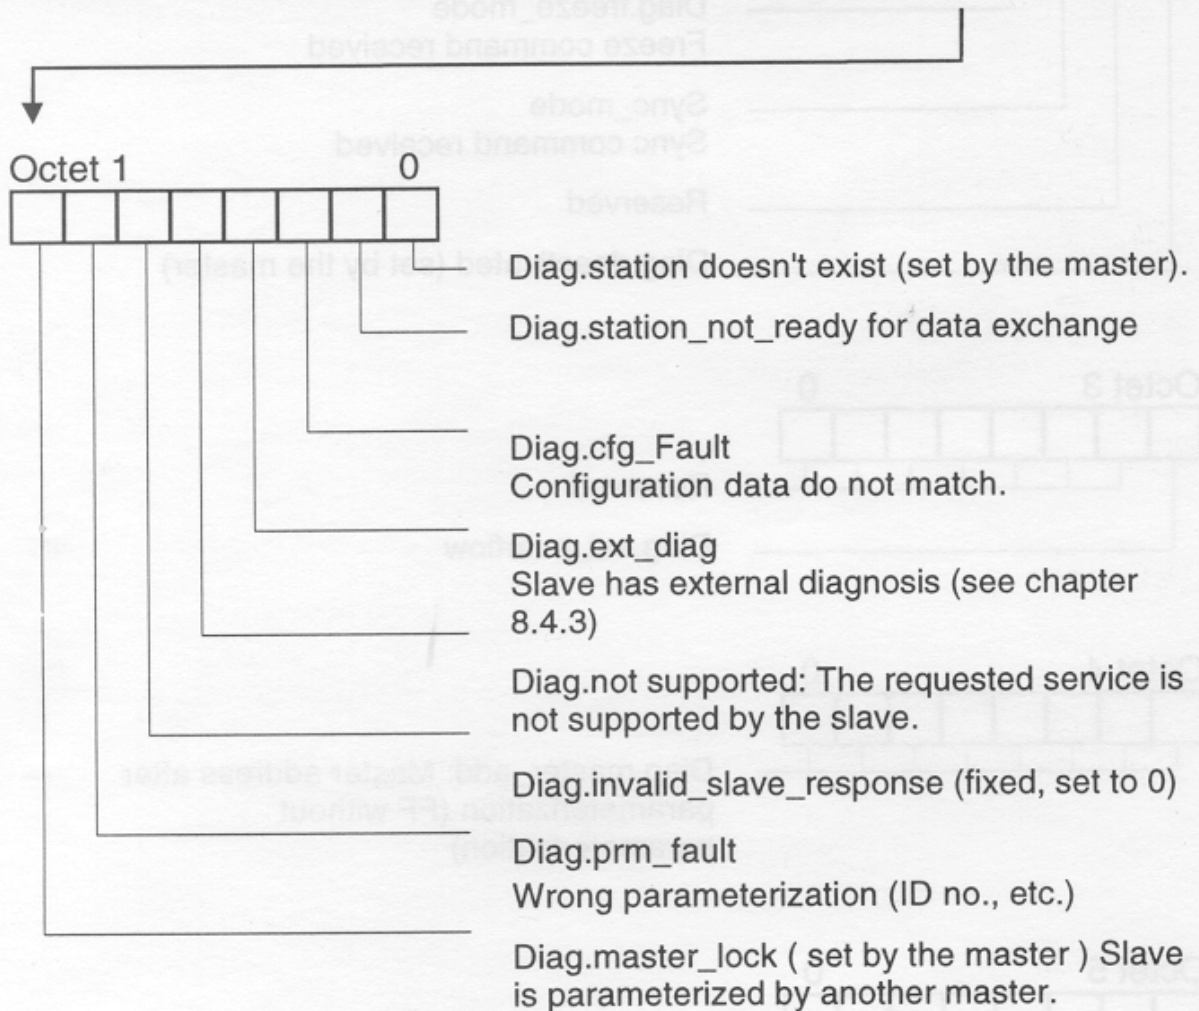 Octet 1 0
Diag.station doesn't exist (set by the master).
Diag.station_not_ready for data exchange
Diag.cfg_Fault
Configuration data do not match.
Diag.ext_diag
Slave has external diagnosis (see chapter
8.4.3)
Diag.not supported: The requested service is
not supported by the slave.
Diag.invalid_slave_response (fixed, set to 0)
Diag.prm_fault
Wrong parameterization (ID no., etc.)
Diag.master_lock ( set by the master ) Slave
is parameterized by another master.